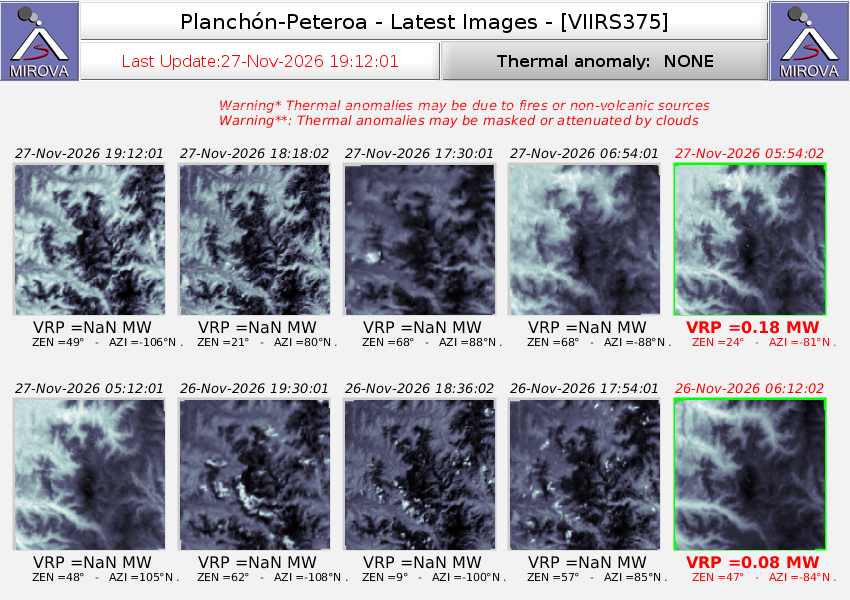 Planchón-Peteroa - Latest Images - [VIIRS375]
MIROVA
Last Update:27-Nov-2026 19:12:01
Thermal anomaly: NONE
MIROVA
Warning* Thermal anomalies may be due to fires or non-volcanic sources
Warning**: Thermal anomalies may be masked or attenuated by clouds
27-Nov-2026 19:12:01 27-Nov-2026 18:18:02 27-Nov-2026 17:30:01 27-Nov-2026 06:54:01 27-Nov-2026 05:54:02
VRP =NaN MW VRP =NaN MW VRP =NaN MW VRP =NaN MW VRP =0.18 MW
ZEN =49° - AZI =-106°N . ZEN =21° - AZI =80°N . ZEN =68° - AZI =88°N . ZEN =68° - AZI =-88°N . ZEN =24° - AZI =-81°N .
27-Nov-2026 05:12:01 26-Nov-2026 19:30:01 26-Nov-2026 18:36:02 26-Nov-2026 17:54:01 26-Nov-2026 06:12:02
VRP =NaN MW VRP =NaN MW VRP =NaN MW VRP =NaN MW VRP =0.08 MW
ZEN =48° - AZI =105°N . ZEN =62° - AZI =-108°N . ZEN =9° - AZI =-100°N . ZEN =57° - AZI =85°N . ZEN =47° - AZI =-84°N .